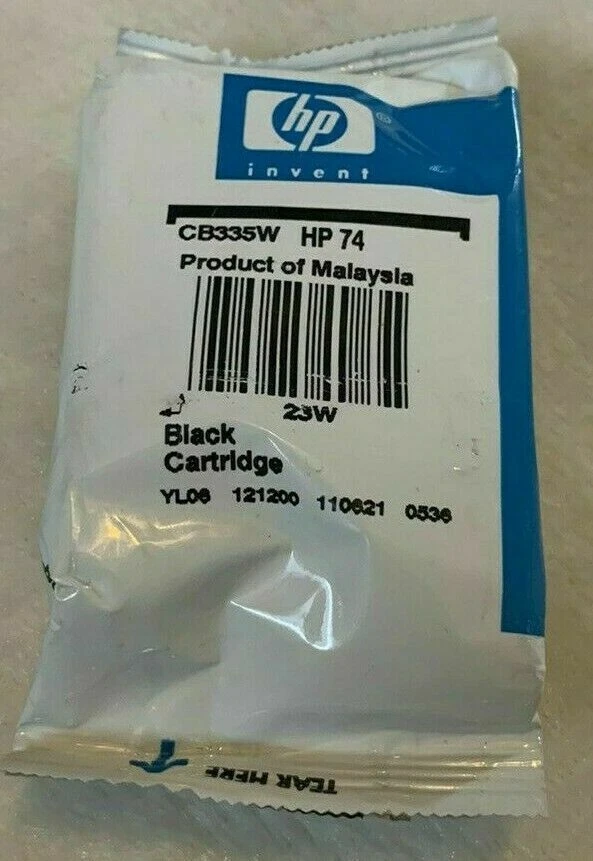 hp®
invent
CB335W HP 74
Product of Malaysia
23W
Black
Cartridge
YL06 121200 110621 0536
TEAR HERE